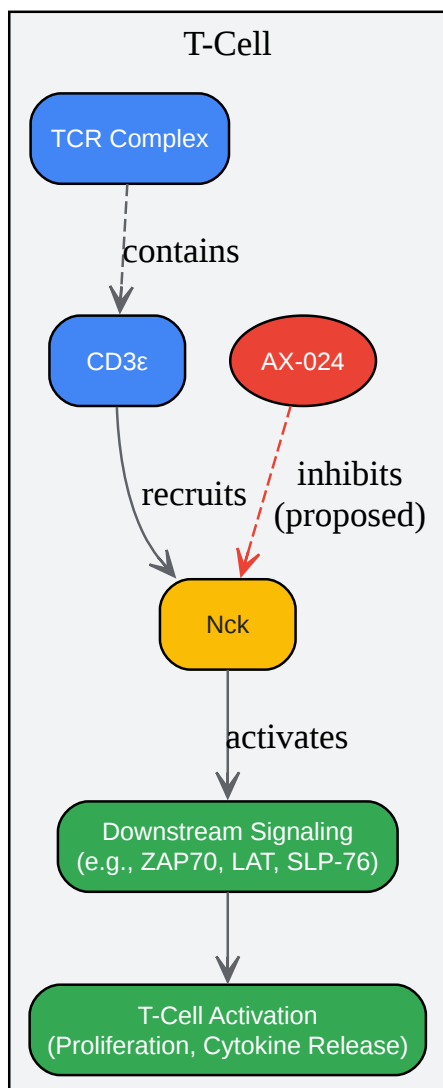 T-Cell
TCR Complex
contains
CD3ε
AX-024
recruits
inhibits
(proposed)
Nck
activates
Downstream Signaling
(e.g., ZAP70, LAT, SLP-76)
T-Cell Activation
(Proliferation, Cytokine Release)